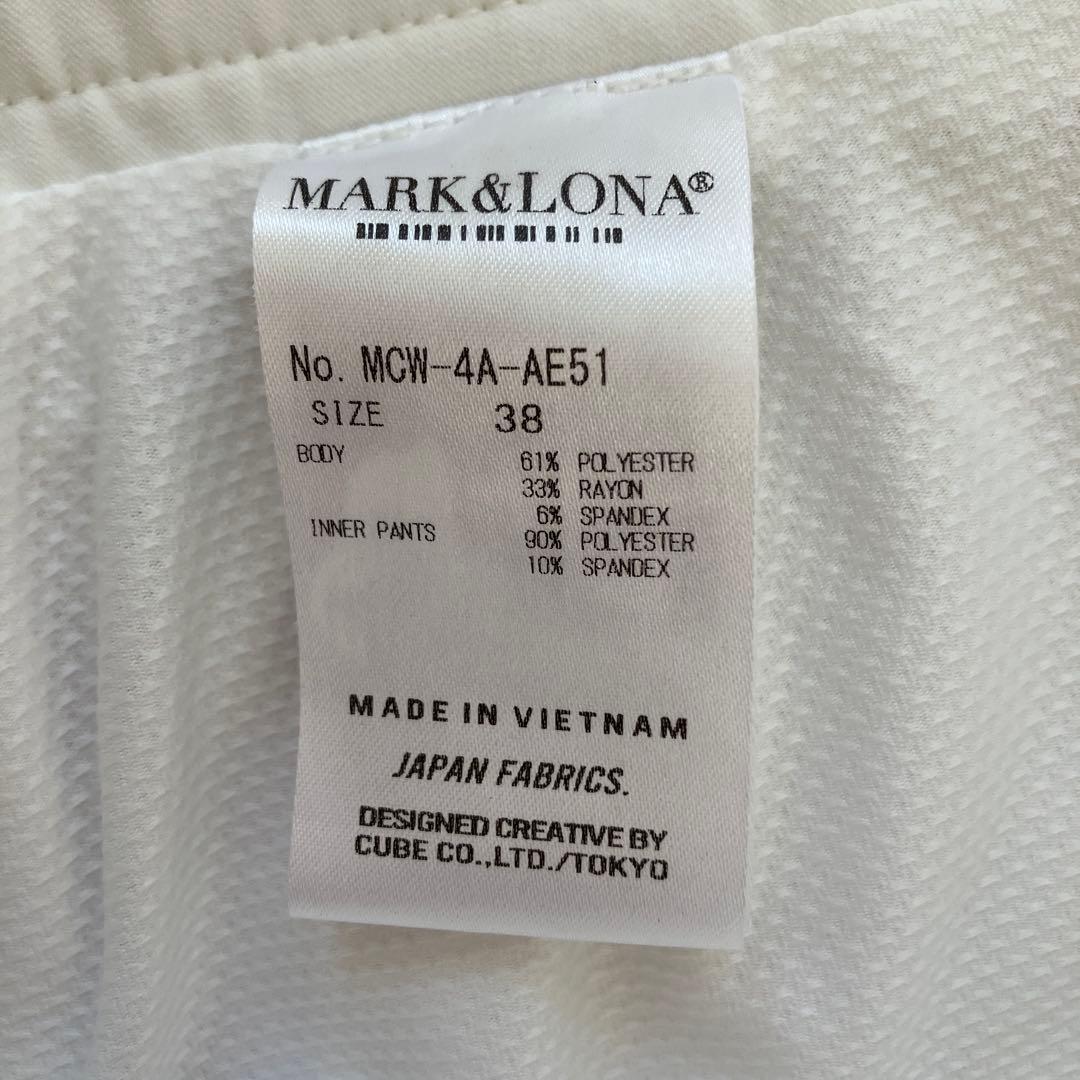 MARK&LONA®
No. MCW-4A-AE51
SIZE 38
BODY 61% POLYESTER
33% RAYON
6% SPANDEX
INNER PANTS 90% POLYESTER
10% SPANDEX
MADE IN VIETNAM
JAPAN FABRICS.
DESIGNED CREATIVE BY
CUBE CO.,LTD./TOKYO